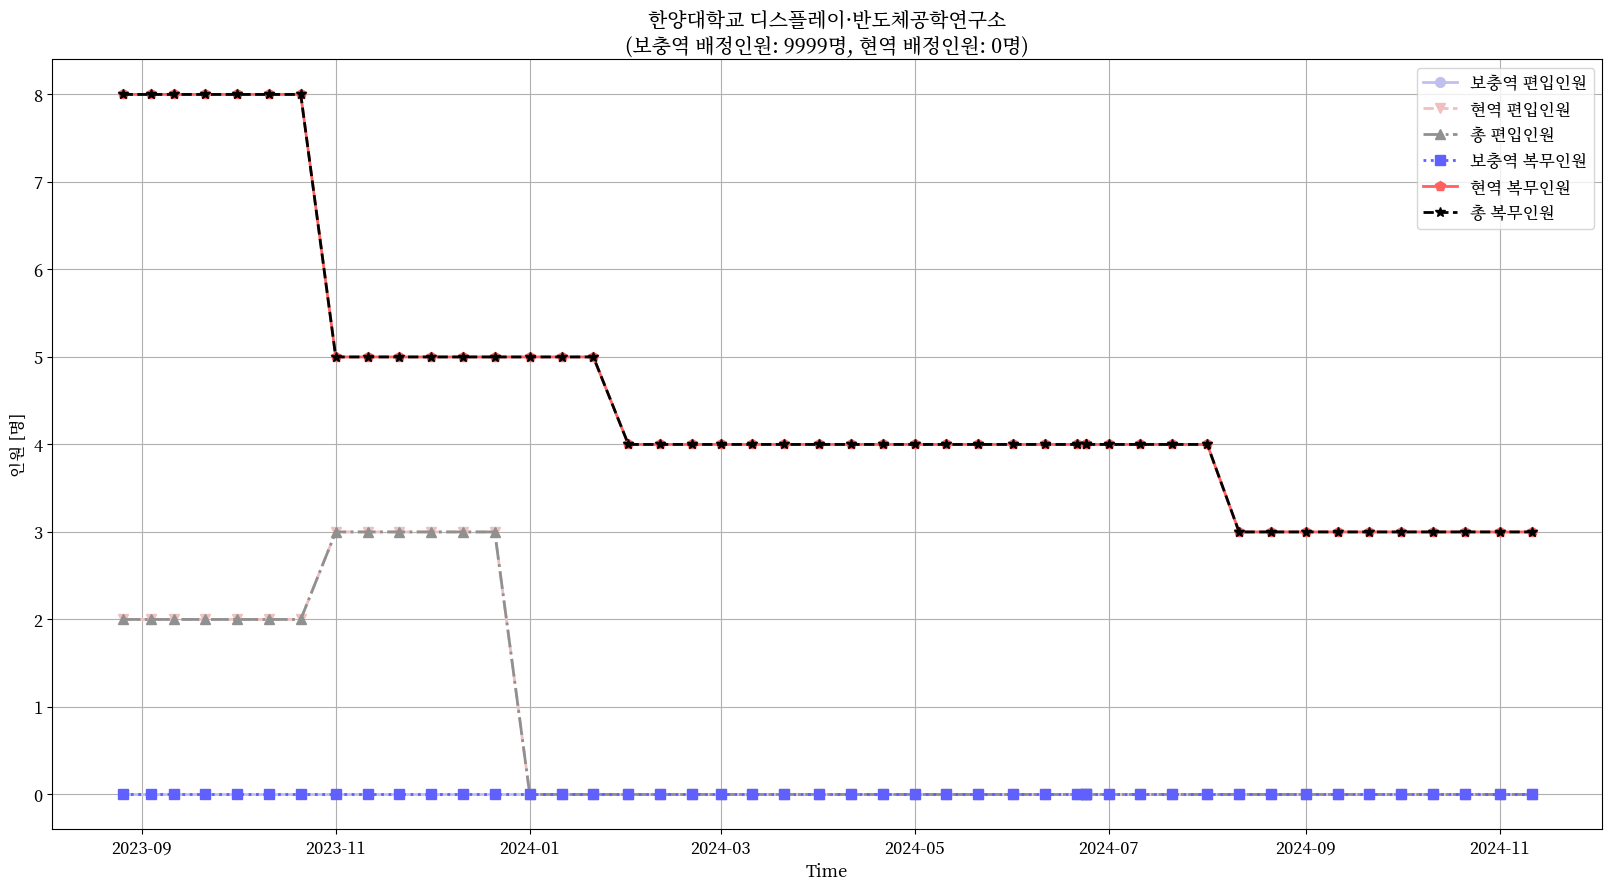 한양대학교 디스플레이·반도체공학연구소
(보충역 배정인원: 9999명, 현역 배정인원: 0명)
보충역 편입인원
현역 편입인원
총 편입인원
보충역 복무인원
현역 복무인원
총 복무인원
인원 [명]
8
7
6
5
4
3
2
1
0
2023-09
2023-11
2024-01
2024-03
2024-05
2024-07
2024-09
2024-11
Time